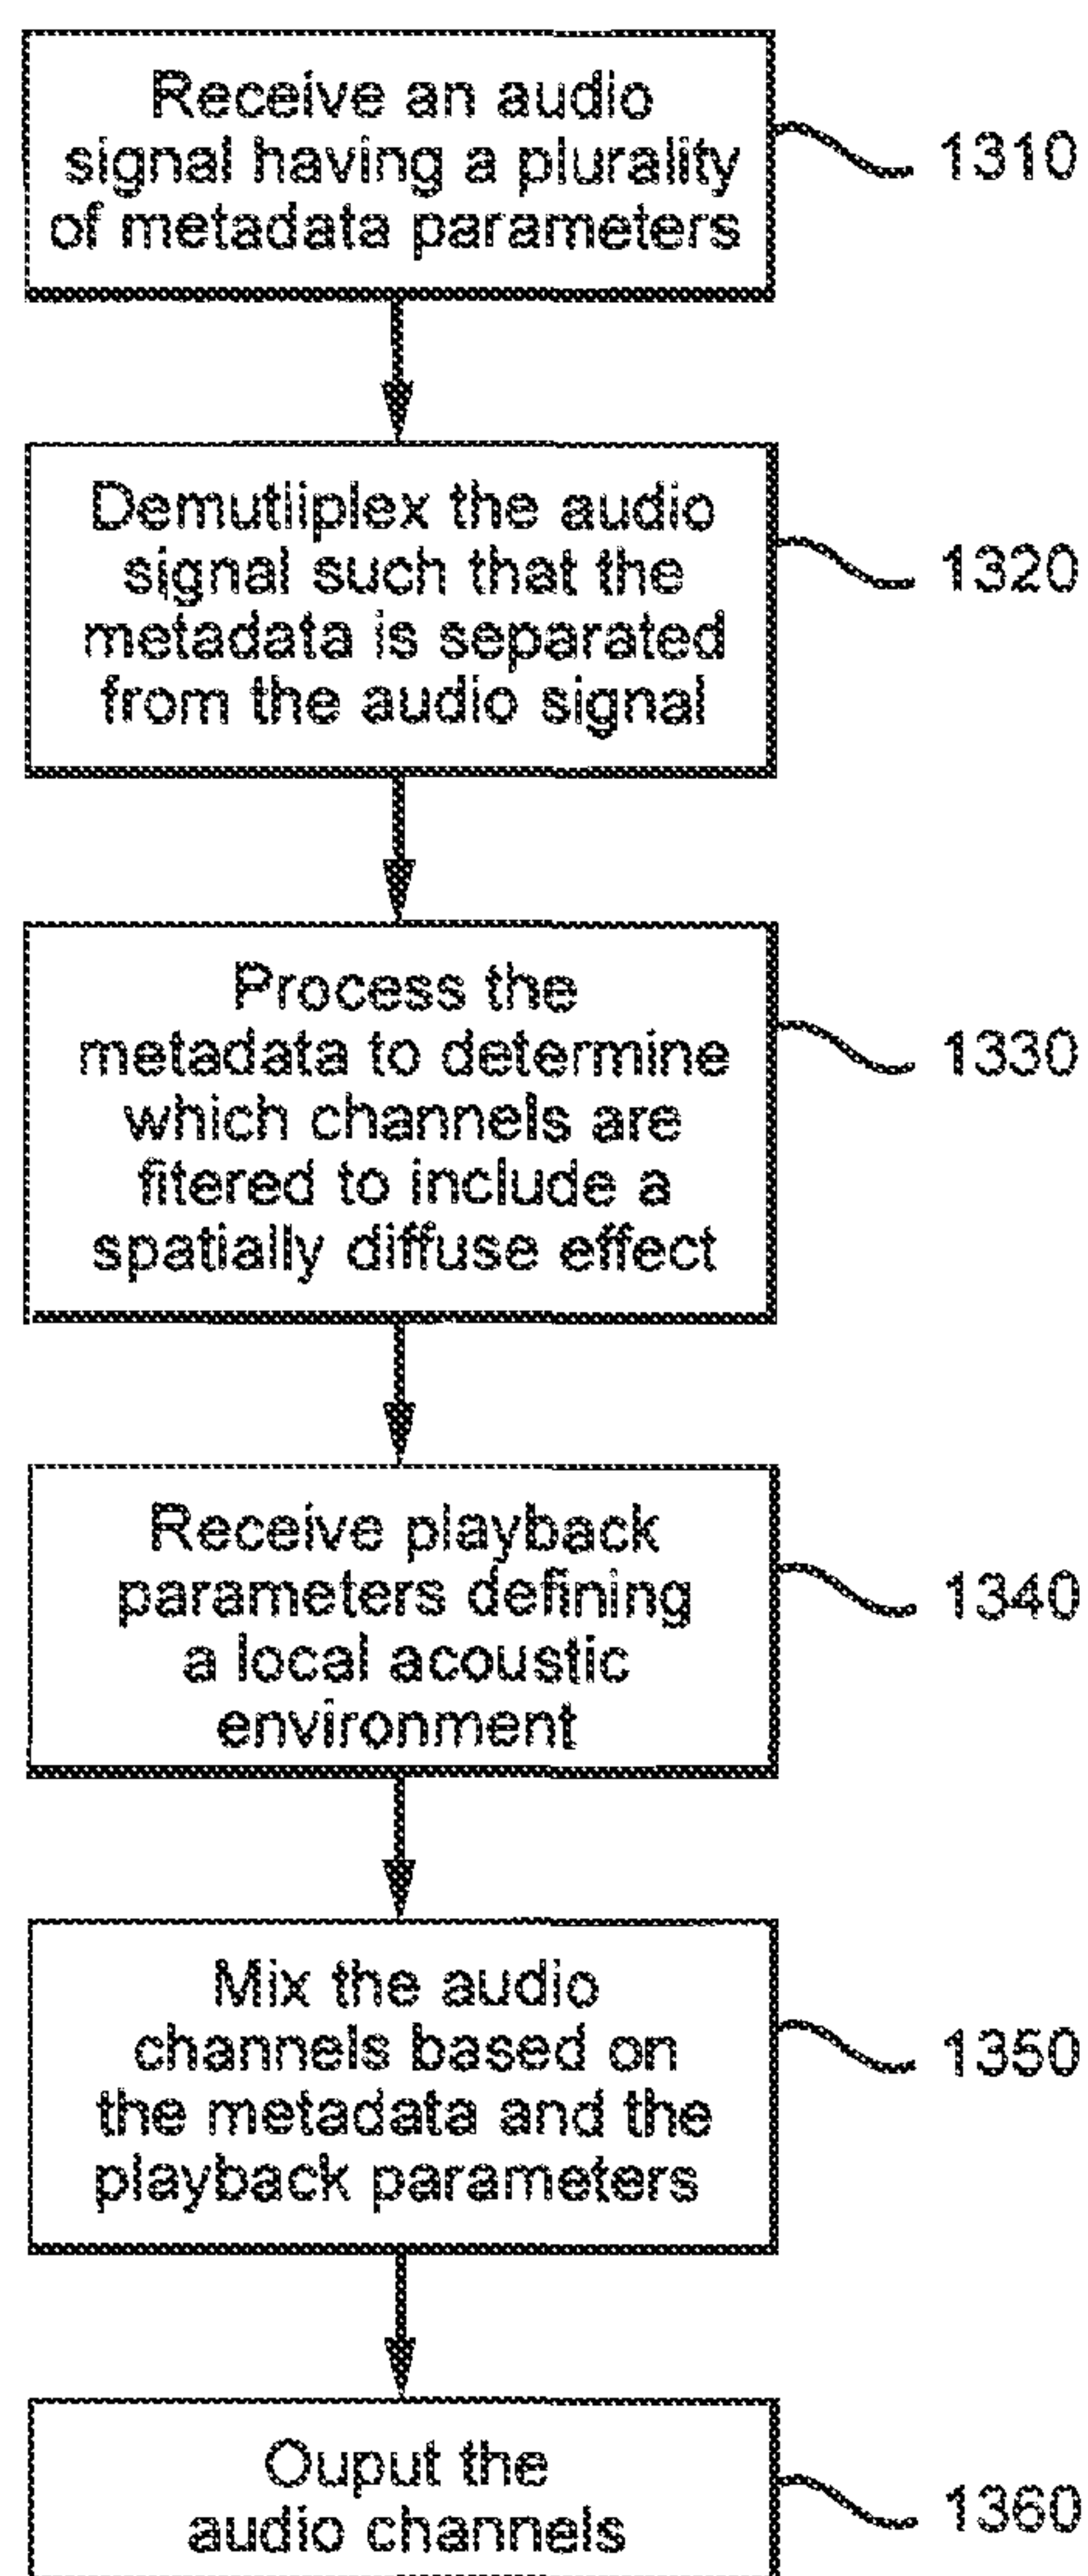 Receive an audio
signal having a plurality
of metadata parameters
1310
Demutliplex the audio
signal such that the
metadata is separated
from the audio signal
1320
Process the
metadata to determine
which channels are
fitered to include a
spatially diffuse effect
1330
Receive playback
parameters defining
a local acoustic
environment
1340
Mix the audio
channels based on
the metadata and the
playback parameters
1350
Ouput the
audio channels
1360